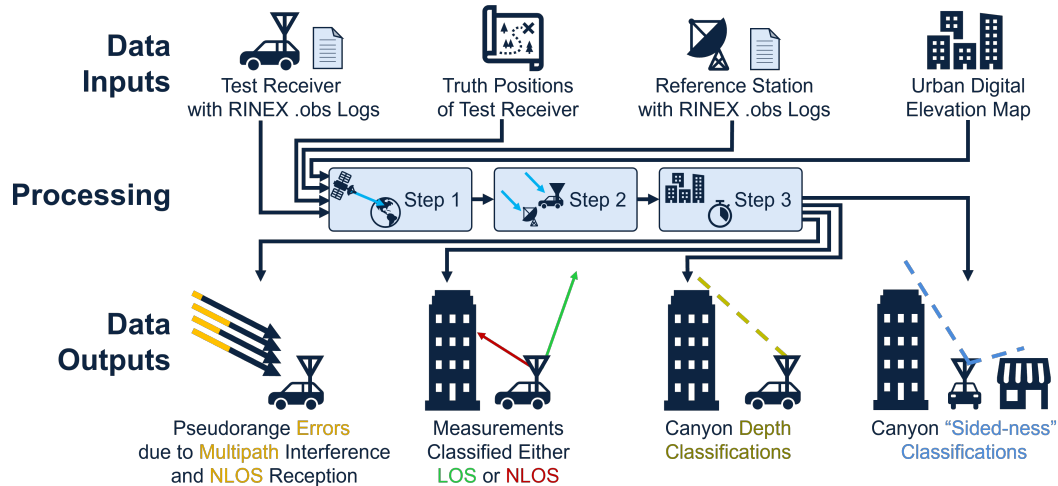 Data
Inputs
Test Receiver
with RINEX .obs Logs
Truth Positions
of Test Receiver
Reference Station
with RINEX .obs Logs
Urban Digital
Elevation Map
Processing
Step 1
Step 2
Step 3
Data
Outputs
Pseudorange Errors
due to Multipath Interference
and NLOS Reception
Measurements
Classified Either
LOS or NLOS
Canyon Depth
Classifications
Canyon “Sided-ness”
Classifications